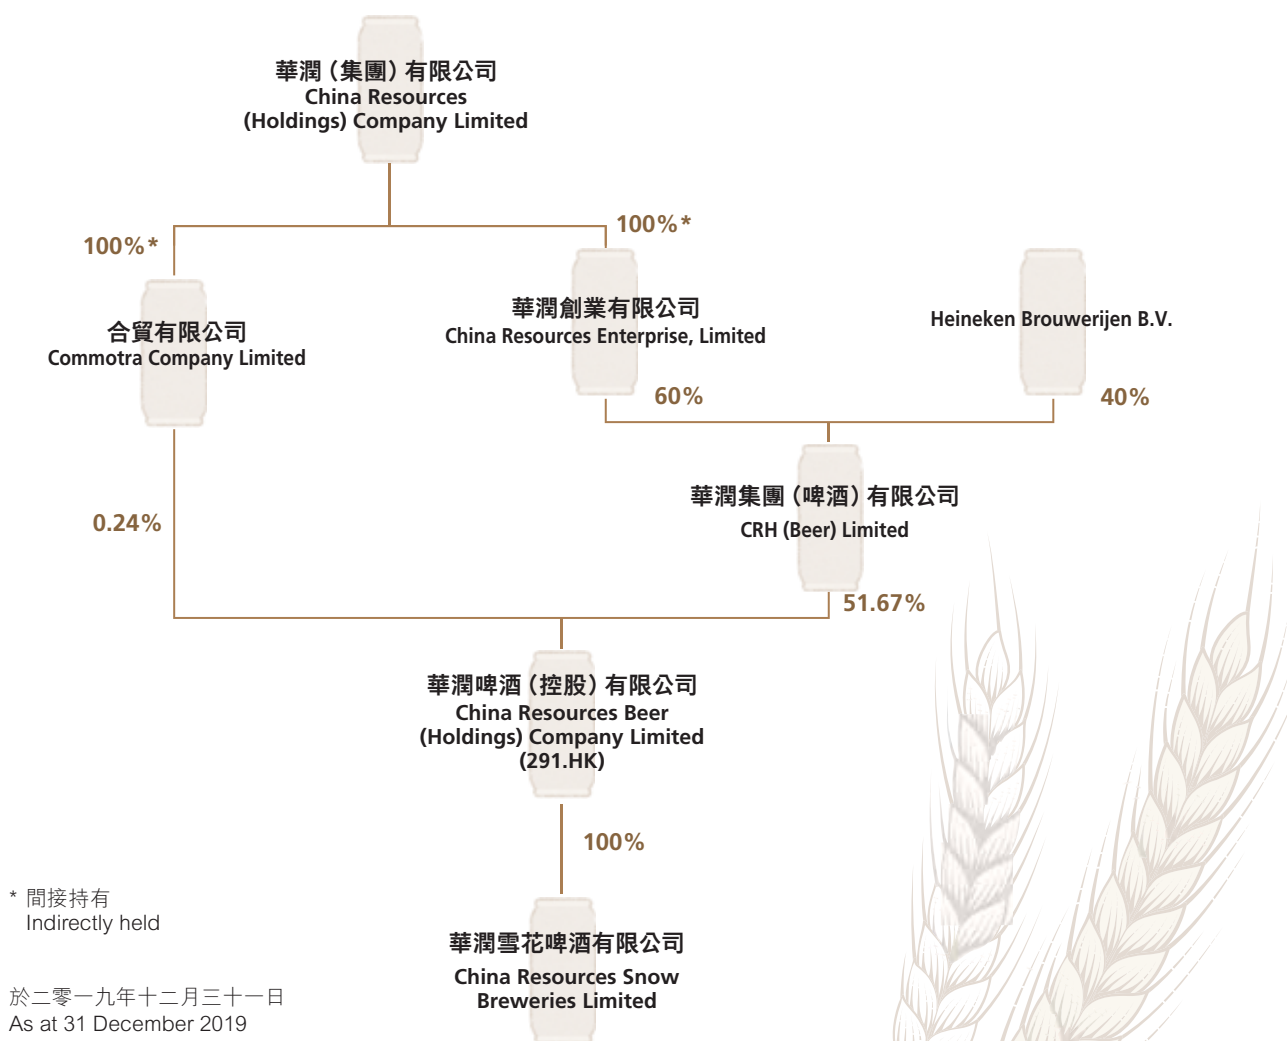 華潤（集團）有限公司
China Resources
(Holdings) Company Limited
100%*
100%*
合貿有限公司
Commotra Company Limited
華潤創業有限公司
China Resources Enterprise, Limited
Heineken Brouwerijen B.V.
60%
40%
華潤集團（啤酒）有限公司
CRH (Beer) Limited
0.24%
51.67%
華潤啤酒（控股）有限公司
China Resources Beer
(Holdings) Company Limited
(291.HK)
100%
華潤雪花啤酒有限公司
China Resources Snow
Breweries Limited
* 間接持有
Indirectly held
於二零一九年十二月三十一日
As at 31 December 2019